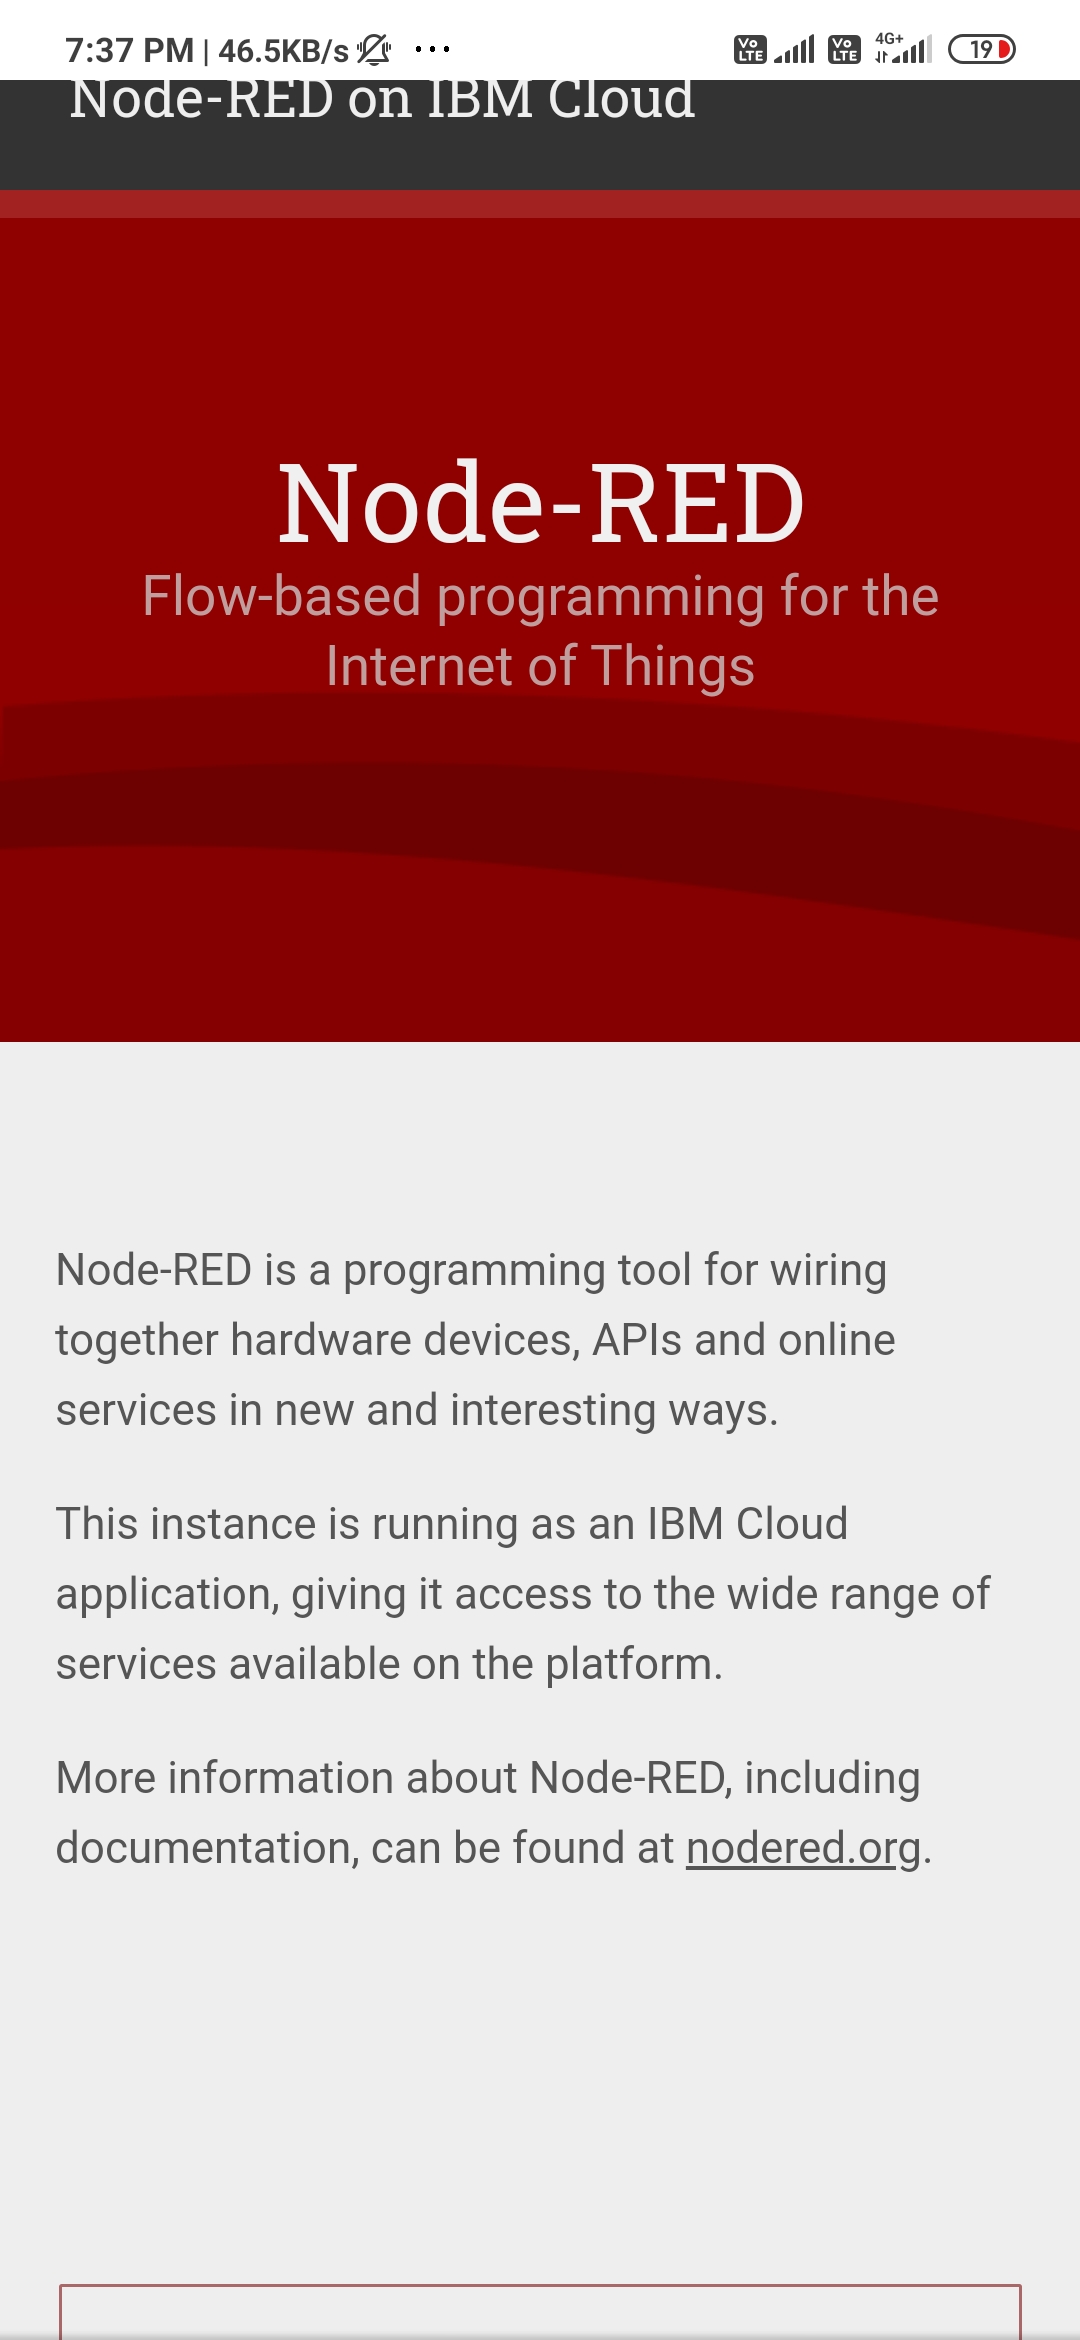 7:37 PM | 46.5KB/s ...
Vo LTE Vo LTE 4G+ 19
Node-RED on IBM Cloud
Node-RED
Flow-based programming for the
Internet of Things
Node-RED is a programming tool for wiring
together hardware devices, APIs and online
services in new and interesting ways.
This instance is running as an IBM Cloud
application, giving it access to the wide range of
services available on the platform.
More information about Node-RED, including
documentation, can be found at nodered.org.